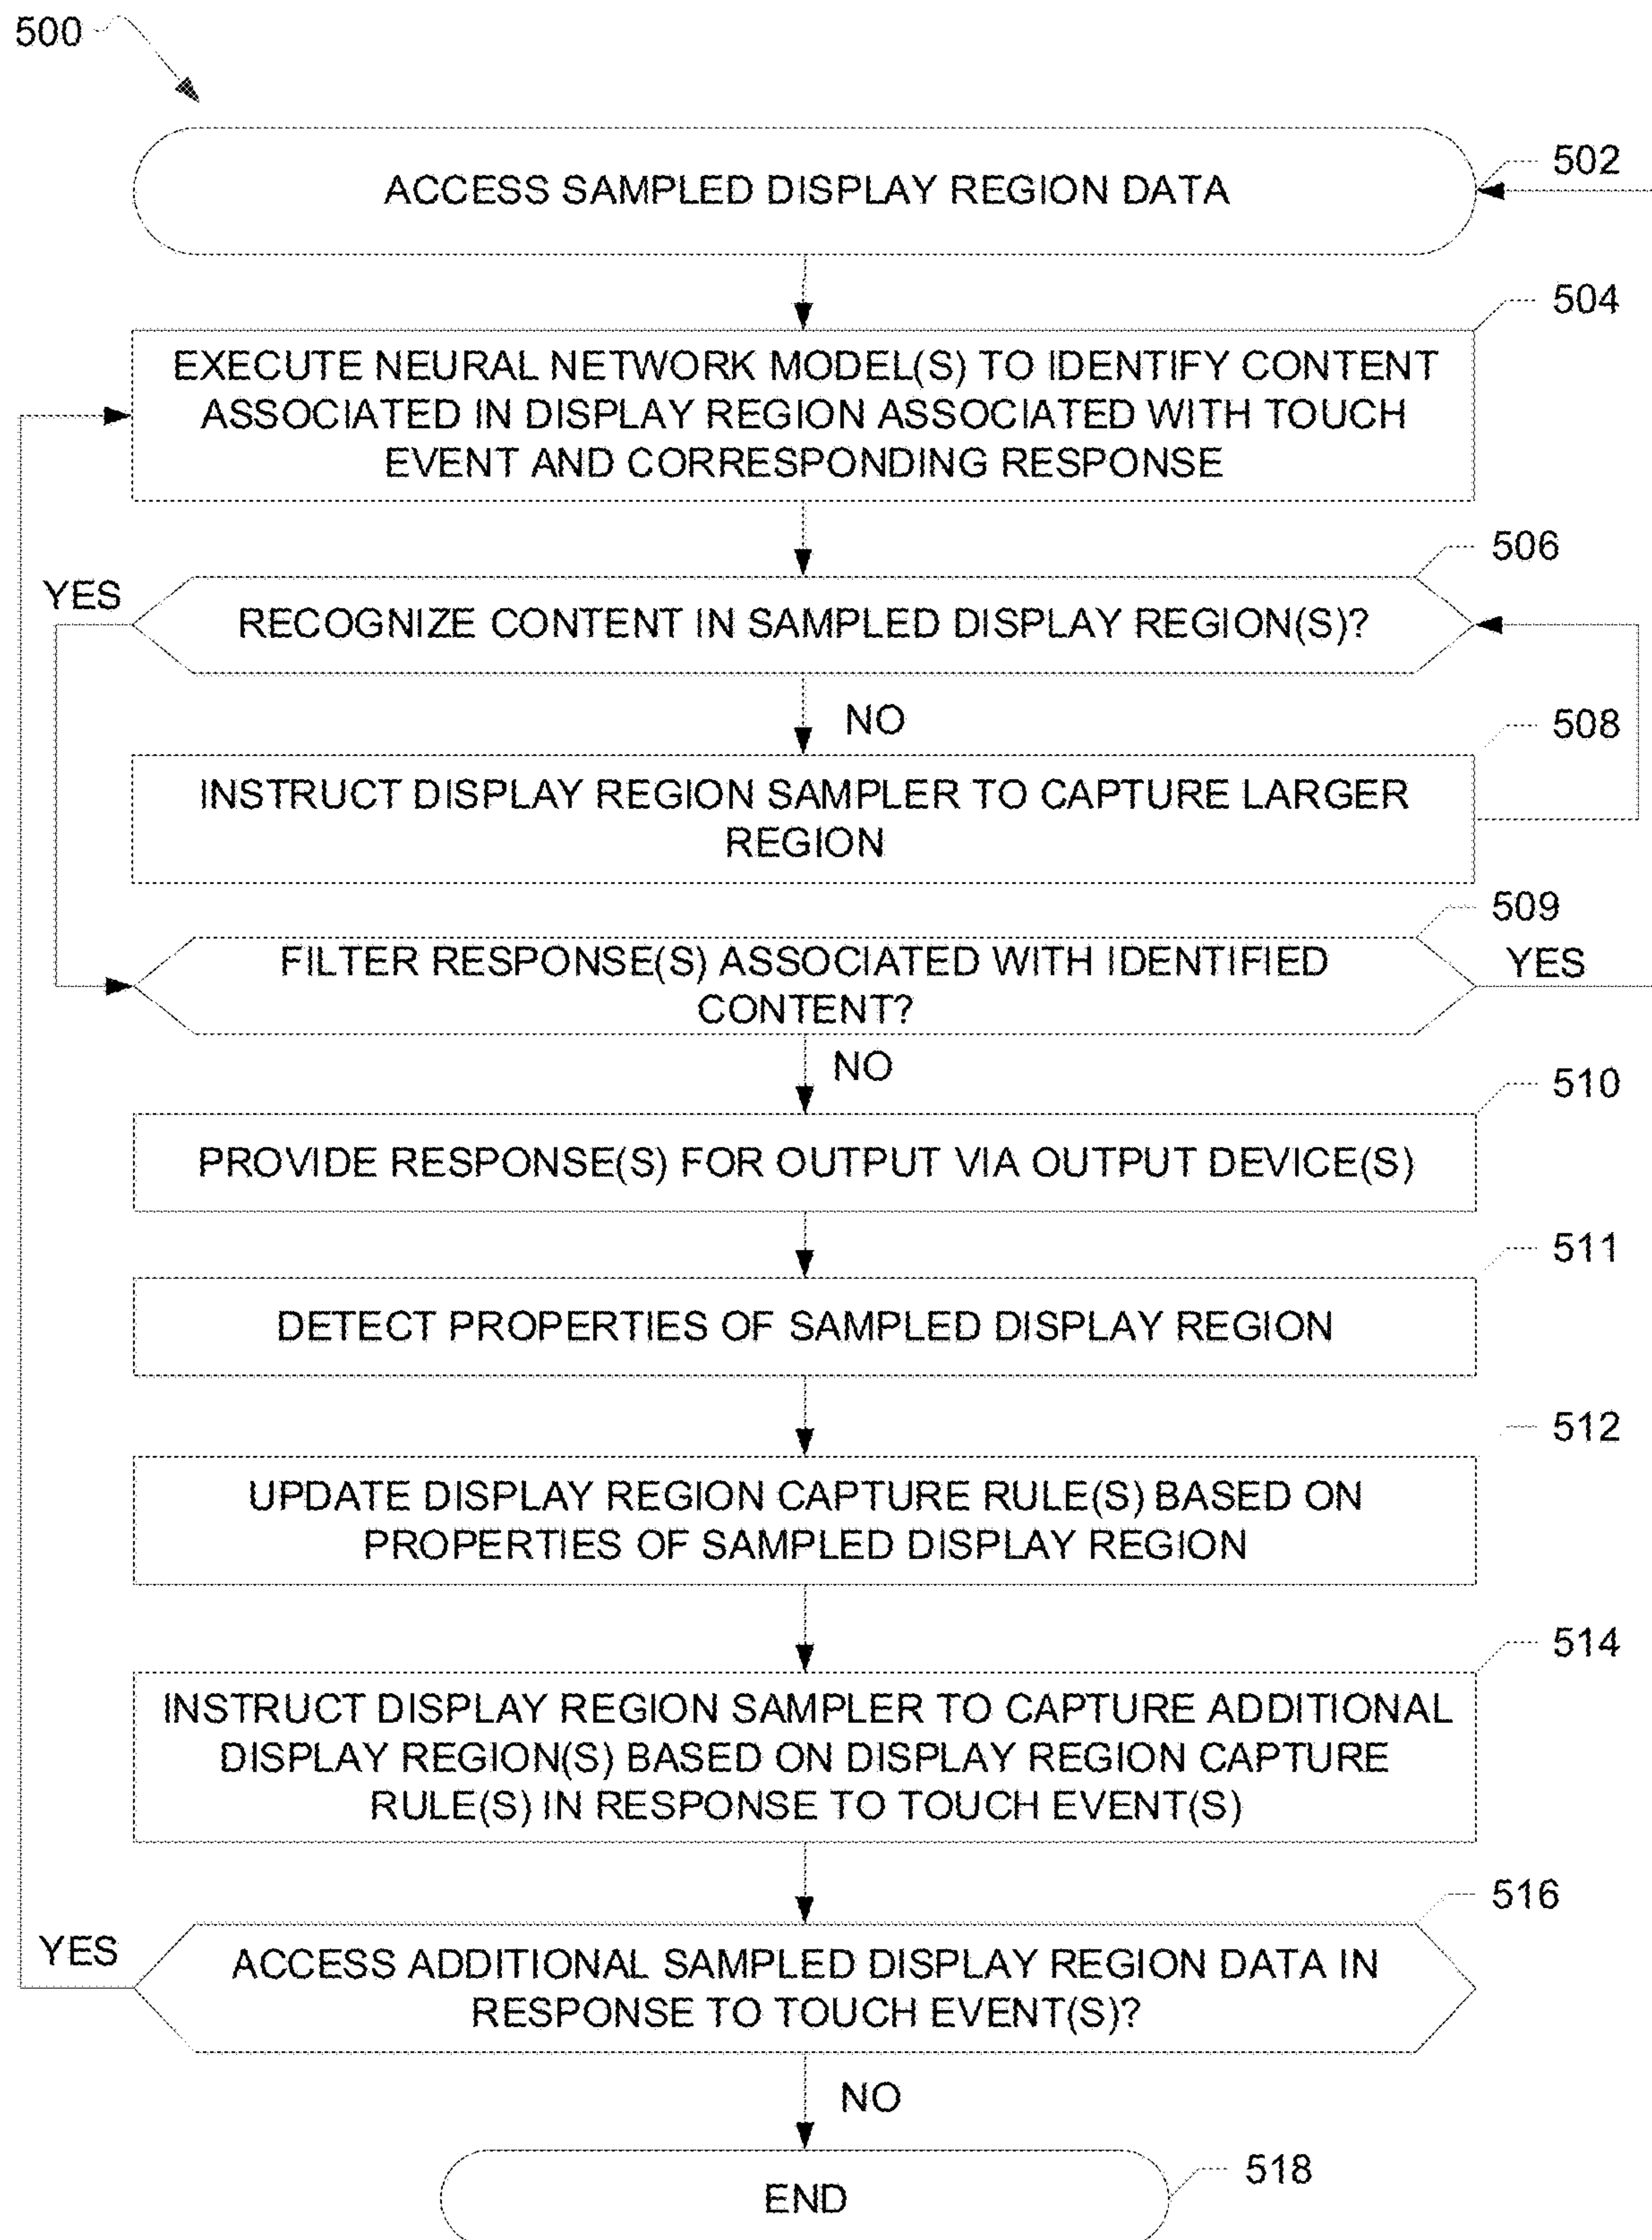 500
502
ACCESS SAMPLED DISPLAY REGION DATA
504
EXECUTE NEURAL NETWORK MODEL(S) TO IDENTIFY CONTENT
ASSOCIATED IN DISPLAY REGION ASSOCIATED WITH TOUCH
EVENT AND CORRESPONDING RESPONSE
506
YES
RECOGNIZE CONTENT IN SAMPLED DISPLAY REGION(S)?
NO
508
INSTRUCT DISPLAY REGION SAMPLER TO CAPTURE LARGER
REGION
509
FILTER RESPONSE(S) ASSOCIATED WITH IDENTIFIED
CONTENT?
YES
NO
510
PROVIDE RESPONSE(S) FOR OUTPUT VIA OUTPUT DEVICE(S)
511
DETECT PROPERTIES OF SAMPLED DISPLAY REGION
512
UPDATE DISPLAY REGION CAPTURE RULE(S) BASED ON
PROPERTIES OF SAMPLED DISPLAY REGION
514
INSTRUCT DISPLAY REGION SAMPLER TO CAPTURE ADDITIONAL
DISPLAY REGION(S) BASED ON DISPLAY REGION CAPTURE
RULE(S) IN RESPONSE TO TOUCH EVENT(S)
516
YES
ACCESS ADDITIONAL SAMPLED DISPLAY REGION DATA IN
RESPONSE TO TOUCH EVENT(S)?
NO
518
END